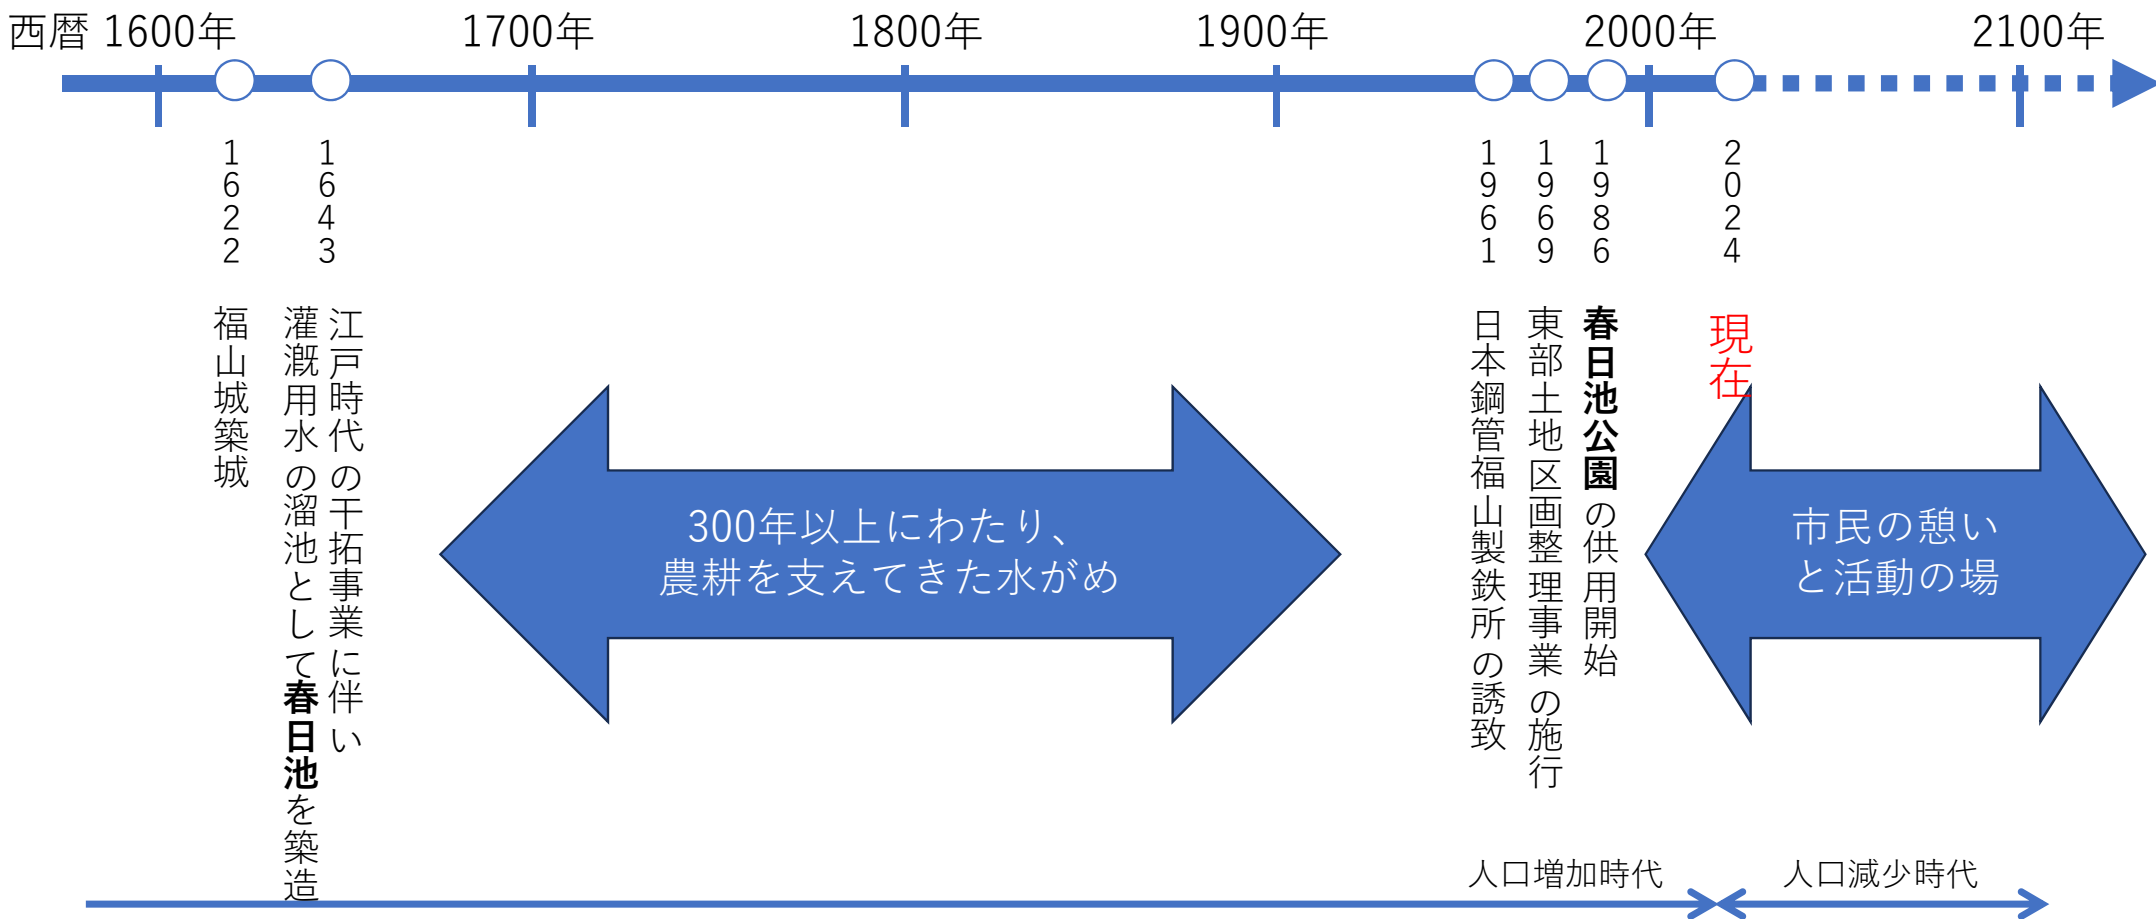 西暦 1600年 1700年 1800年 1900年 2000年 2100年
1622
福山城築城
1643
江戸時代の干拓事業に伴い
灌漑用水の溜池として春日池を築造
300年以上にわたり、
農耕を支えてきた水がめ
1961
日本鋼管福山製鉄所の誘致
1969
東部土地区画整理事業の施行
1986
春日池公園の供用開始
2024
現在
市民の憩い
と活動の場
人口増加時代
人口減少時代